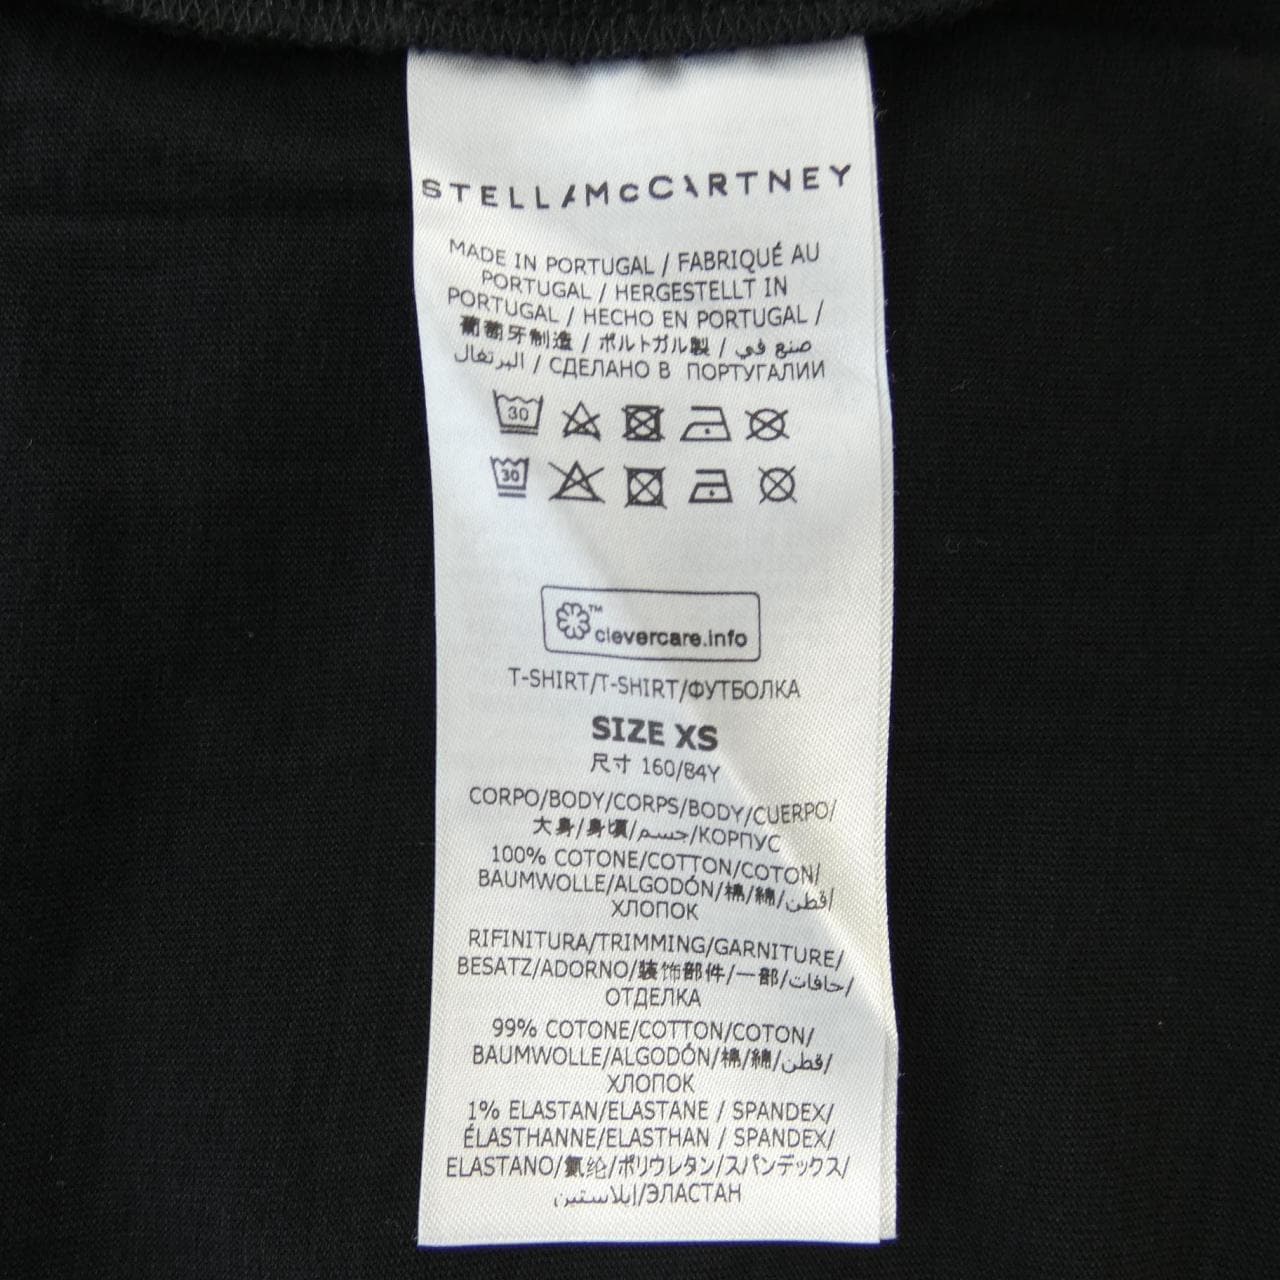 STELLAMcCARTNEY
MADE IN PORTUGAL / FABRIQUÉ AU
PORTUGAL / HERGESTELLT IN
PORTUGAL / HECHO EN PORTUGAL /
葡萄牙制造 / ポルトガル製 / صنع في
البرتغال / СДЕЛАНО В ПОРТУГАЛИИ
30
30
™
clevercare.info
T-SHIRT/T-SHIRT/ФУТБОЛКА
SIZE XS
尺寸 160/84Y
CORPO/BODY/CORPS/BODY/CUERPO/
大身/身頃/جسم/КОРПУС
100% COTONE/COTTON/COTON/
BAUMWOLLE/ALGODÓN/棉/綿/قطن/
ХЛОПОК
RIFINITURA/TRIMMING/GARNITURE/
BESATZ/ADORNO/装饰部件/一部/حافات/
ОТДЕЛКА
99% COTONE/COTTON/COTON/
BAUMWOLLE/ALGODÓN/棉/綿/قطن/
ХЛОПОК
1% ELASTAN/ELASTANE / SPANDEX/
ÉLASTHANNE/ELASTHAN / SPANDEX/
ELASTANO/氨纶/ポリウレタン/スパンデックス/
إيلاستين/ЭЛАСТАН